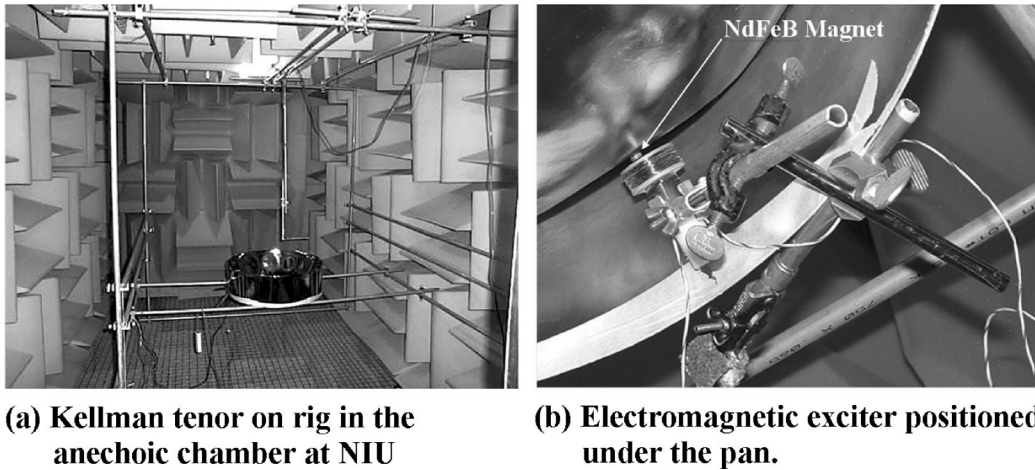 NdFeB Magnet
(a) Kellman tenor on rig in the
anechoic chamber at NIU
(b) Electromagnetic exciter positioned
under the pan.